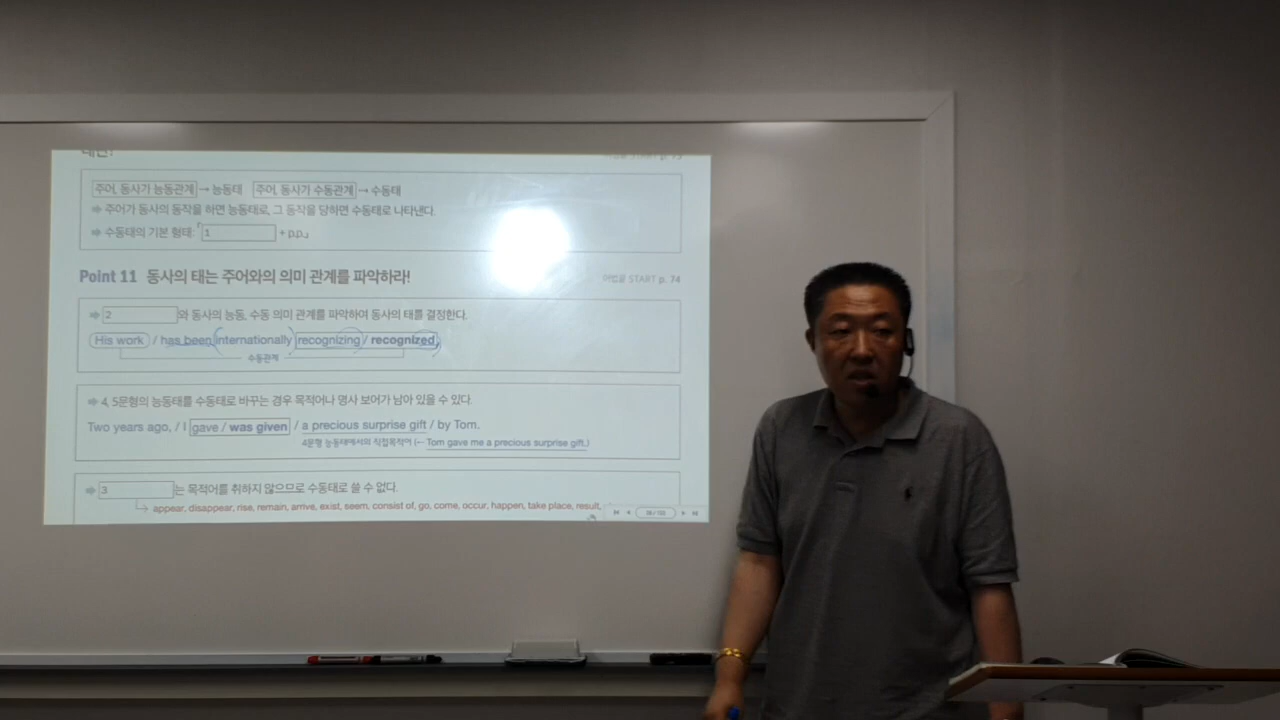 주어, 동사가 능동관계 → 능동태 주어, 동사가 수동관계 → 수동태
⇒ 주어가 동사의 동작을 하면 능동태로, 그 동작을 당하면 수동태로 나타낸다.
⇒ 수동태의 기본 형태: 「1 + p.p.」
Point 11 동사의 태는 주어와의 의미 관계를 파악하라! 어법끝 START p. 74
⇒ 2 와 동사의 능동, 수동 의미 관계를 파악하여 동사의 태를 결정한다.
His work / has been internationally recognizing / recognized.
수동관계
⇒ 4, 5문형의 능동태를 수동태로 바꾸는 경우 목적어나 명사 보어가 남아 있을 수 있다.
Two years ago, / I gave / was given / a precious surprise gift / by Tom.
4문형 능동태에서의 직접목적어 (← Tom gave me a precious surprise gift.)
⇒ 3 는 목적어를 취하지 않으므로 수동태로 쓸 수 없다.
appear, disappear, rise, remain, arrive, exist, seem, consist of, go, come, occur, happen, take place, result,